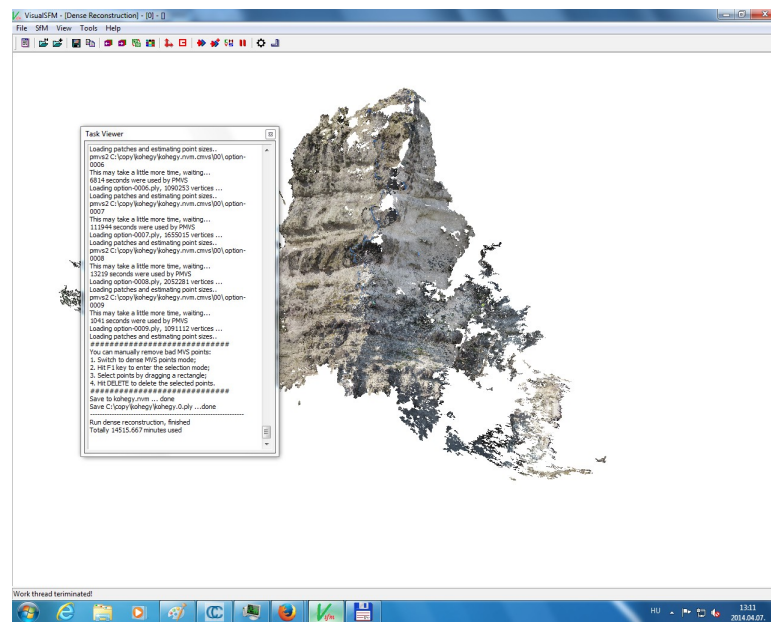 VisualSFM - [Dense Reconstruction] - [0] - []
File SfM View Tools Help
Task Viewer
Loading patches and estimating point sizes..
pmvs2 C:\copy\kohegy\kohegy.nvm.cmvs\00\ option-
0006
This may take a little more time, waiting...
6814 seconds were used by PMVS
Loading option-0006.ply, 1090253 vertices ...
Loading patches and estimating point sizes..
pmvs2 C:\copy\kohegy\kohegy.nvm.cmvs\00\ option-
0007
This may take a little more time, waiting...
111944 seconds were used by PMVS
Loading option-0007.ply, 1655015 vertices ...
Loading patches and estimating point sizes..
pmvs2 C:\copy\kohegy\kohegy.nvm.cmvs\00\ option-
0008
This may take a little more time, waiting...
13219 seconds were used by PMVS
Loading option-0008.ply, 2052281 vertices ...
Loading patches and estimating point sizes..
pmvs2 C:\copy\kohegy\kohegy.nvm.cmvs\00\ option-
0009
This may take a little more time, waiting...
1041 seconds were used by PMVS
Loading option-0009.ply, 1091112 vertices ...
##############################
You can manually remove bad MVS points:
1. Switch to dense MVS points mode;
2. Hit F1 key to enter the selection mode;
3. Select points by dragging a rectangle;
4. Hit DELETE to delete the selected points.
##############################
Save to kohegy.nvm ... done
Save C:\copy\kohegy\kohegy.0.ply ...done
----------------------------------------------------------------
Run dense reconstruction, finished
Totally 14515.667 minutes used
Work thread teriminated!
HU
13:11
2014.04.07.